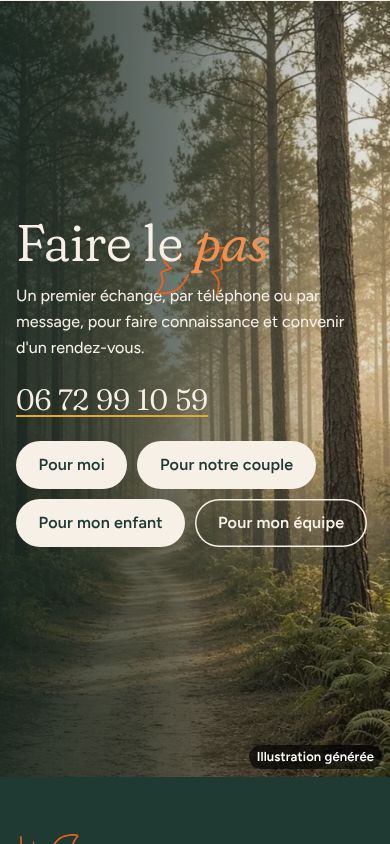 Faire le pas
Un premier échange, par téléphone ou par
message, pour faire connaissance et convenir
d'un rendez-vous.
06 72 99 10 59
Pour moi
Pour notre couple
Pour mon enfant
Pour mon équipe
Illustration générée